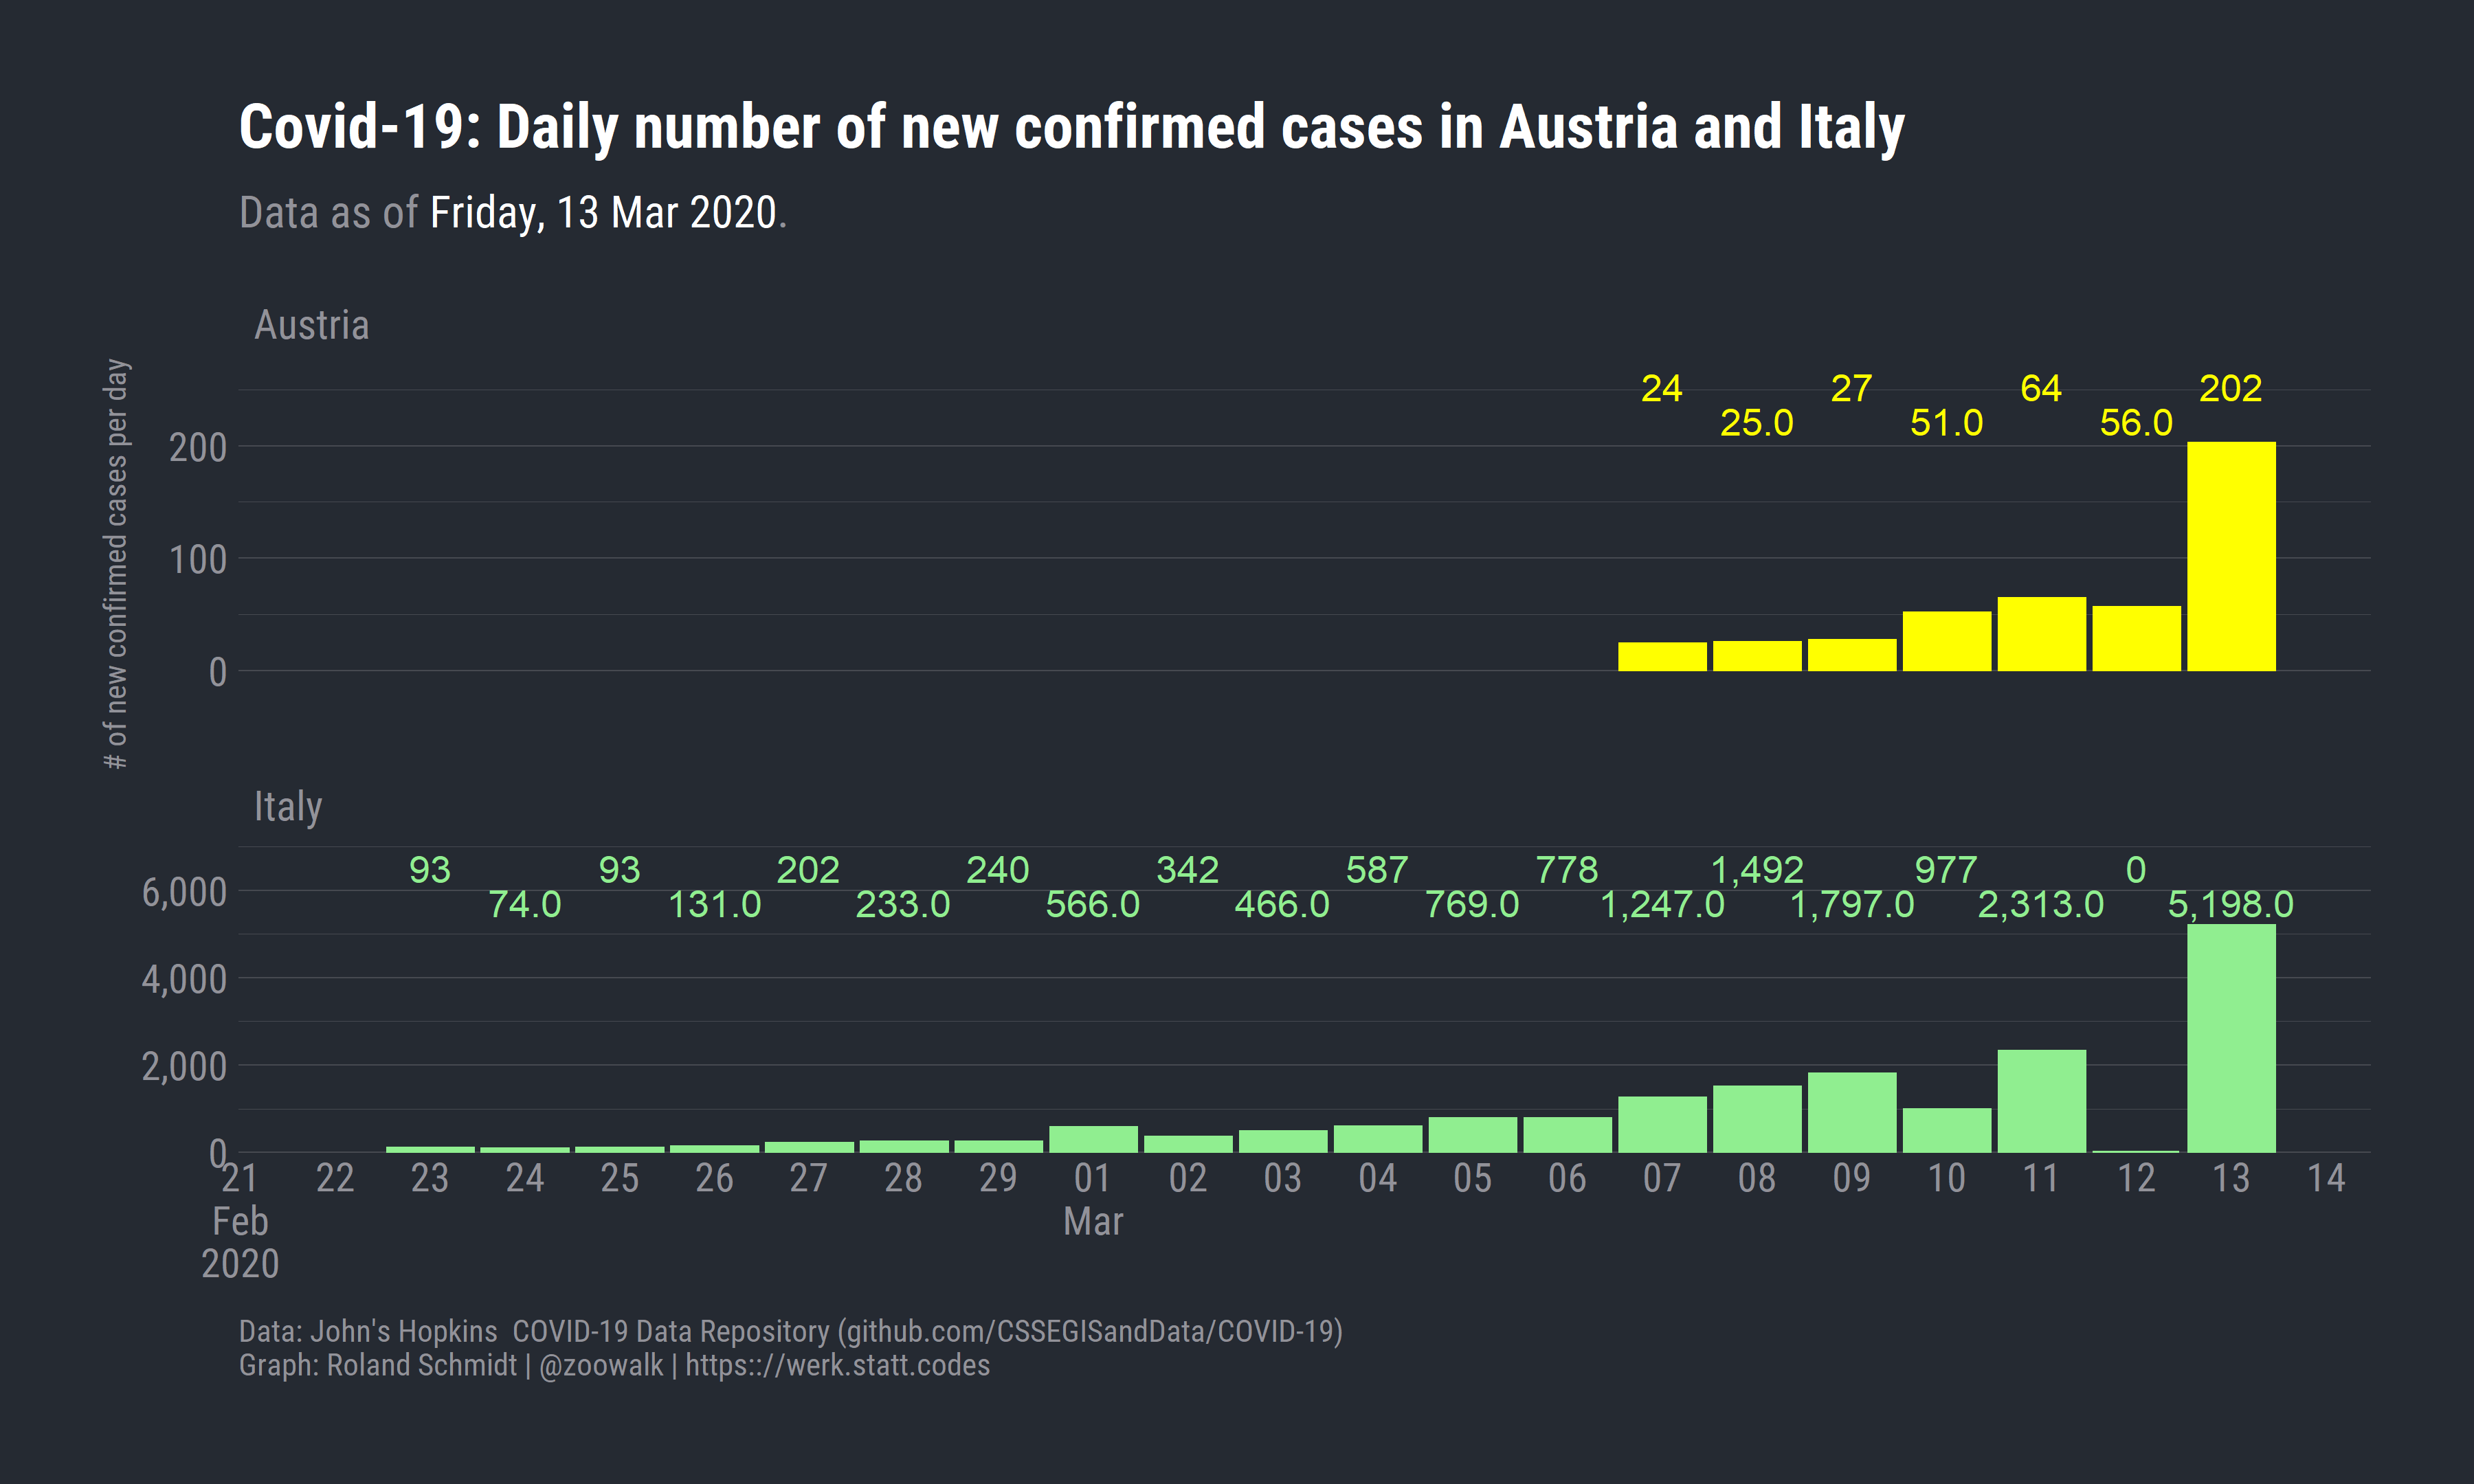 Covid-19: Daily number of new confirmed cases in Austria and Italy
Data as of Friday, 13 Mar 2020.
# of new confirmed cases per day
Austria
24 27 64 202
25.0 51.0 56.0
200
100
0
Italy
93 93 202 240 342 587 778 1,492 977 0
74.0 131.0 233.0 566.0 466.0 769.0 1,247.0 1,797.0 2,313.0 5,198.0
6,000
4,000
2,000
0
21 22 23 24 25 26 27 28 29 01 02 03 04 05 06 07 08 09 10 11 12 13 14
Feb Mar
2020
Data: John's Hopkins  COVID-19 Data Repository (github.com/CSSEGISandData/COVID-19)
Graph: Roland Schmidt | @zoowalk | https:://werk.statt.codes